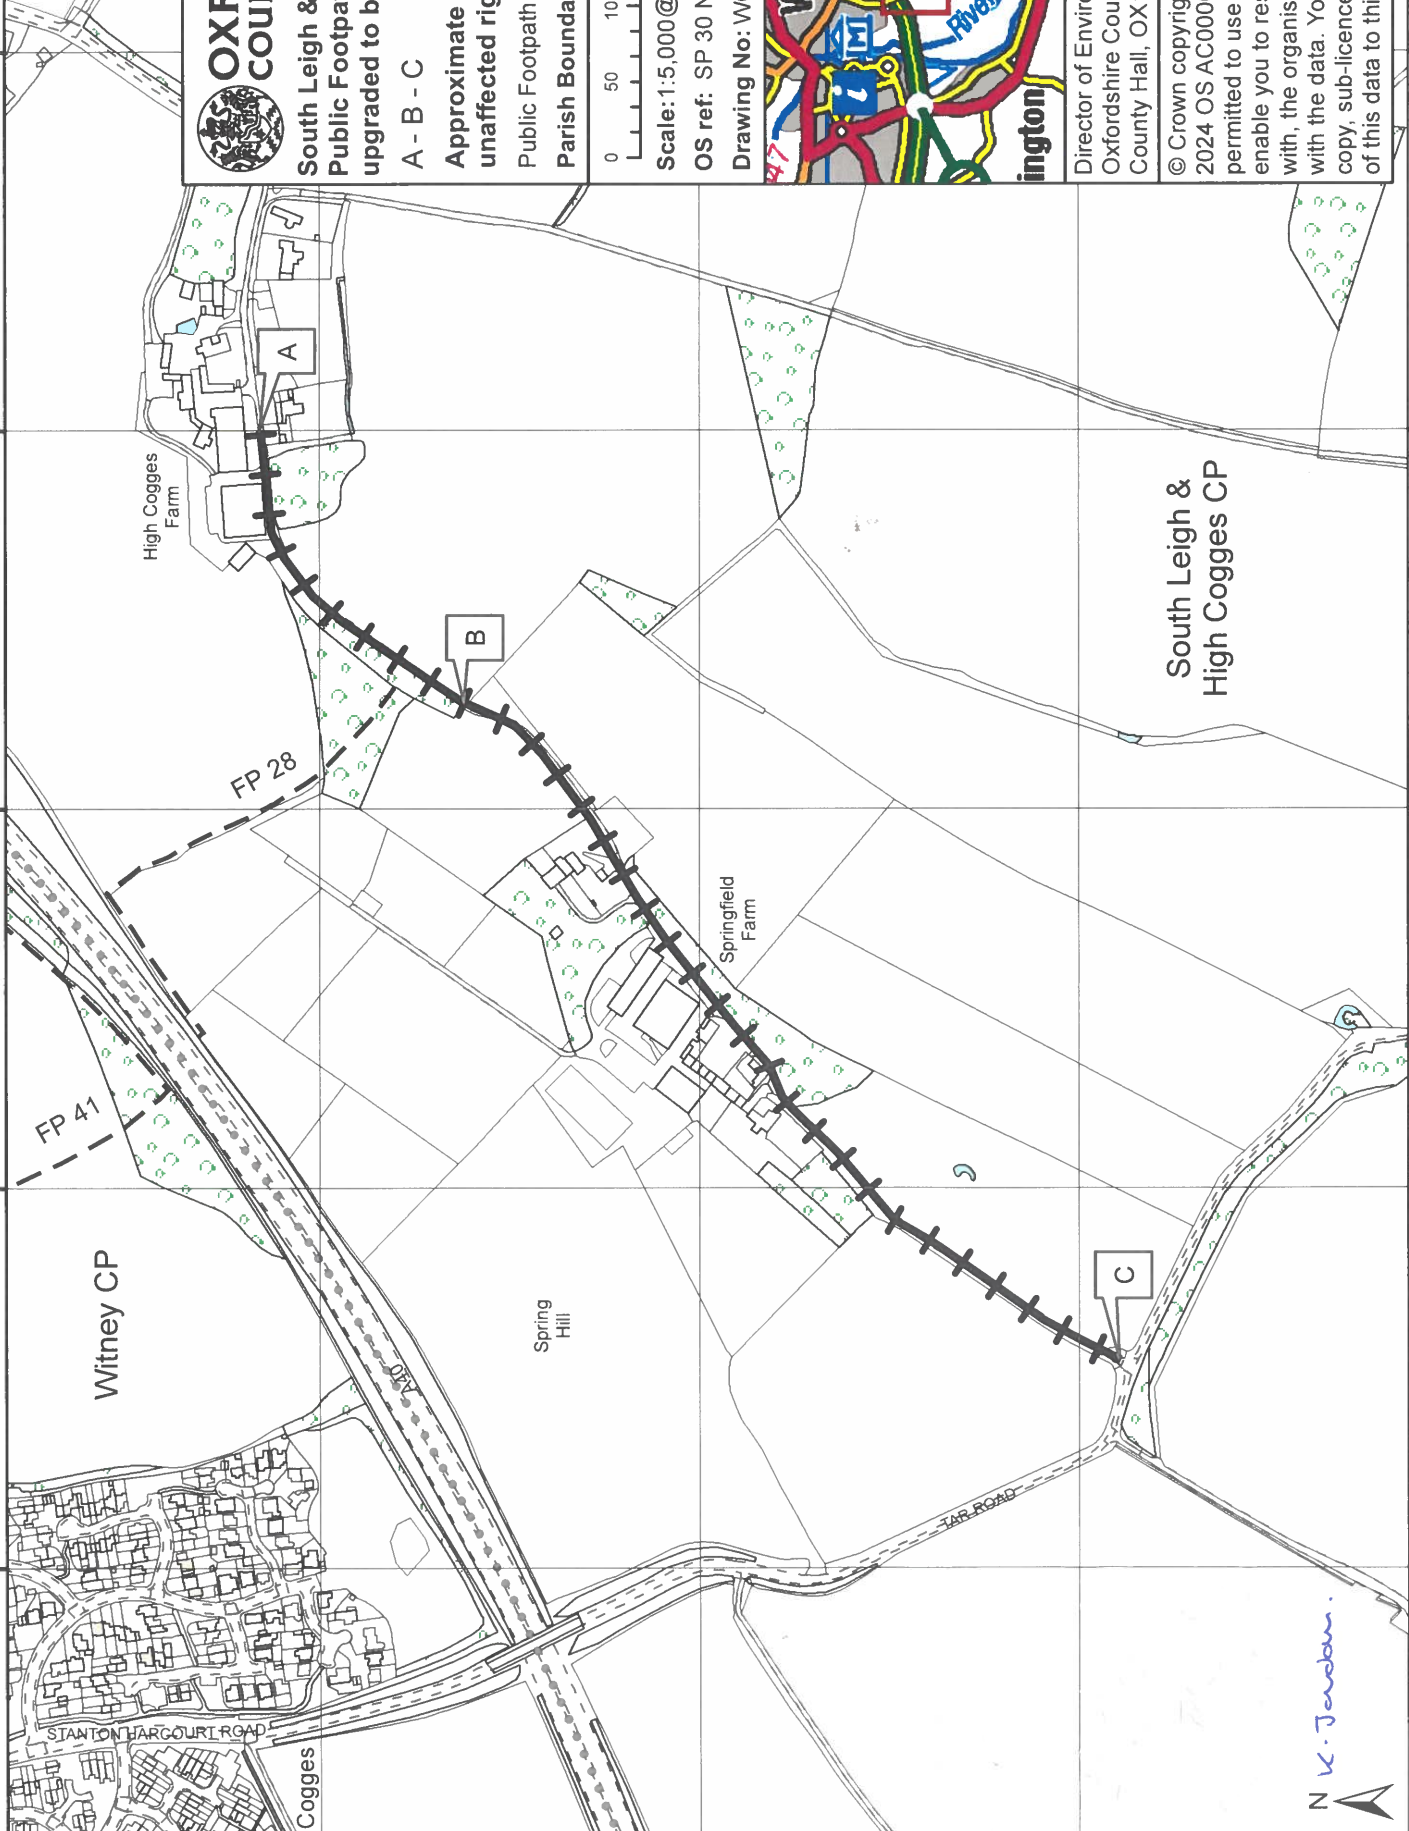 Witney CP
FP 41
FP 28
A40
STANTON HARCOURT ROAD
Cogges
Spring
Hill
TAR ROAD
High Cogges
Farm
Springfield
Farm
A
B
C
South Leigh &
High Cogges CP
N
K. Jordan.
OXF
COU
South Leigh &
Public Footpa
upgraded to b
A - B - C
Approximate
unaffected rig
Public Footpath
Parish Bounda
0 50 10
Scale:1:5,000@
OS ref: SP 30 N
Drawing No: W
47
i
M
River
ington
Director of Enviro
Oxfordshire Cou
County Hall, OX
© Crown copyrig
2024 OS AC000
permitted to use
enable you to res
with, the organis
with the data. Yo
copy, sub-licence
of this data to thi